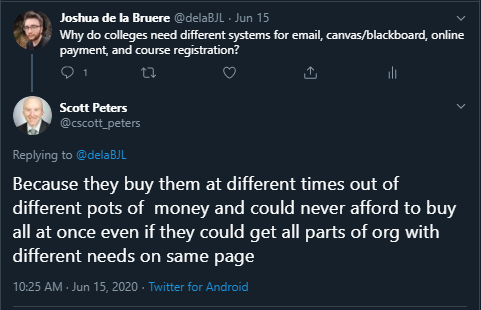 Joshua de la Bruere @delaBJL · Jun 15
Why do colleges need different systems for email, canvas/blackboard, online
payment, and course registration?
1
Scott Peters
@cscott_peters
Replying to @delaBJL
Because they buy them at different times out of
different pots of  money and could never afford to buy
all at once even if they could get all parts of org with
different needs on same page
10:25 AM · Jun 15, 2020 · Twitter for Android